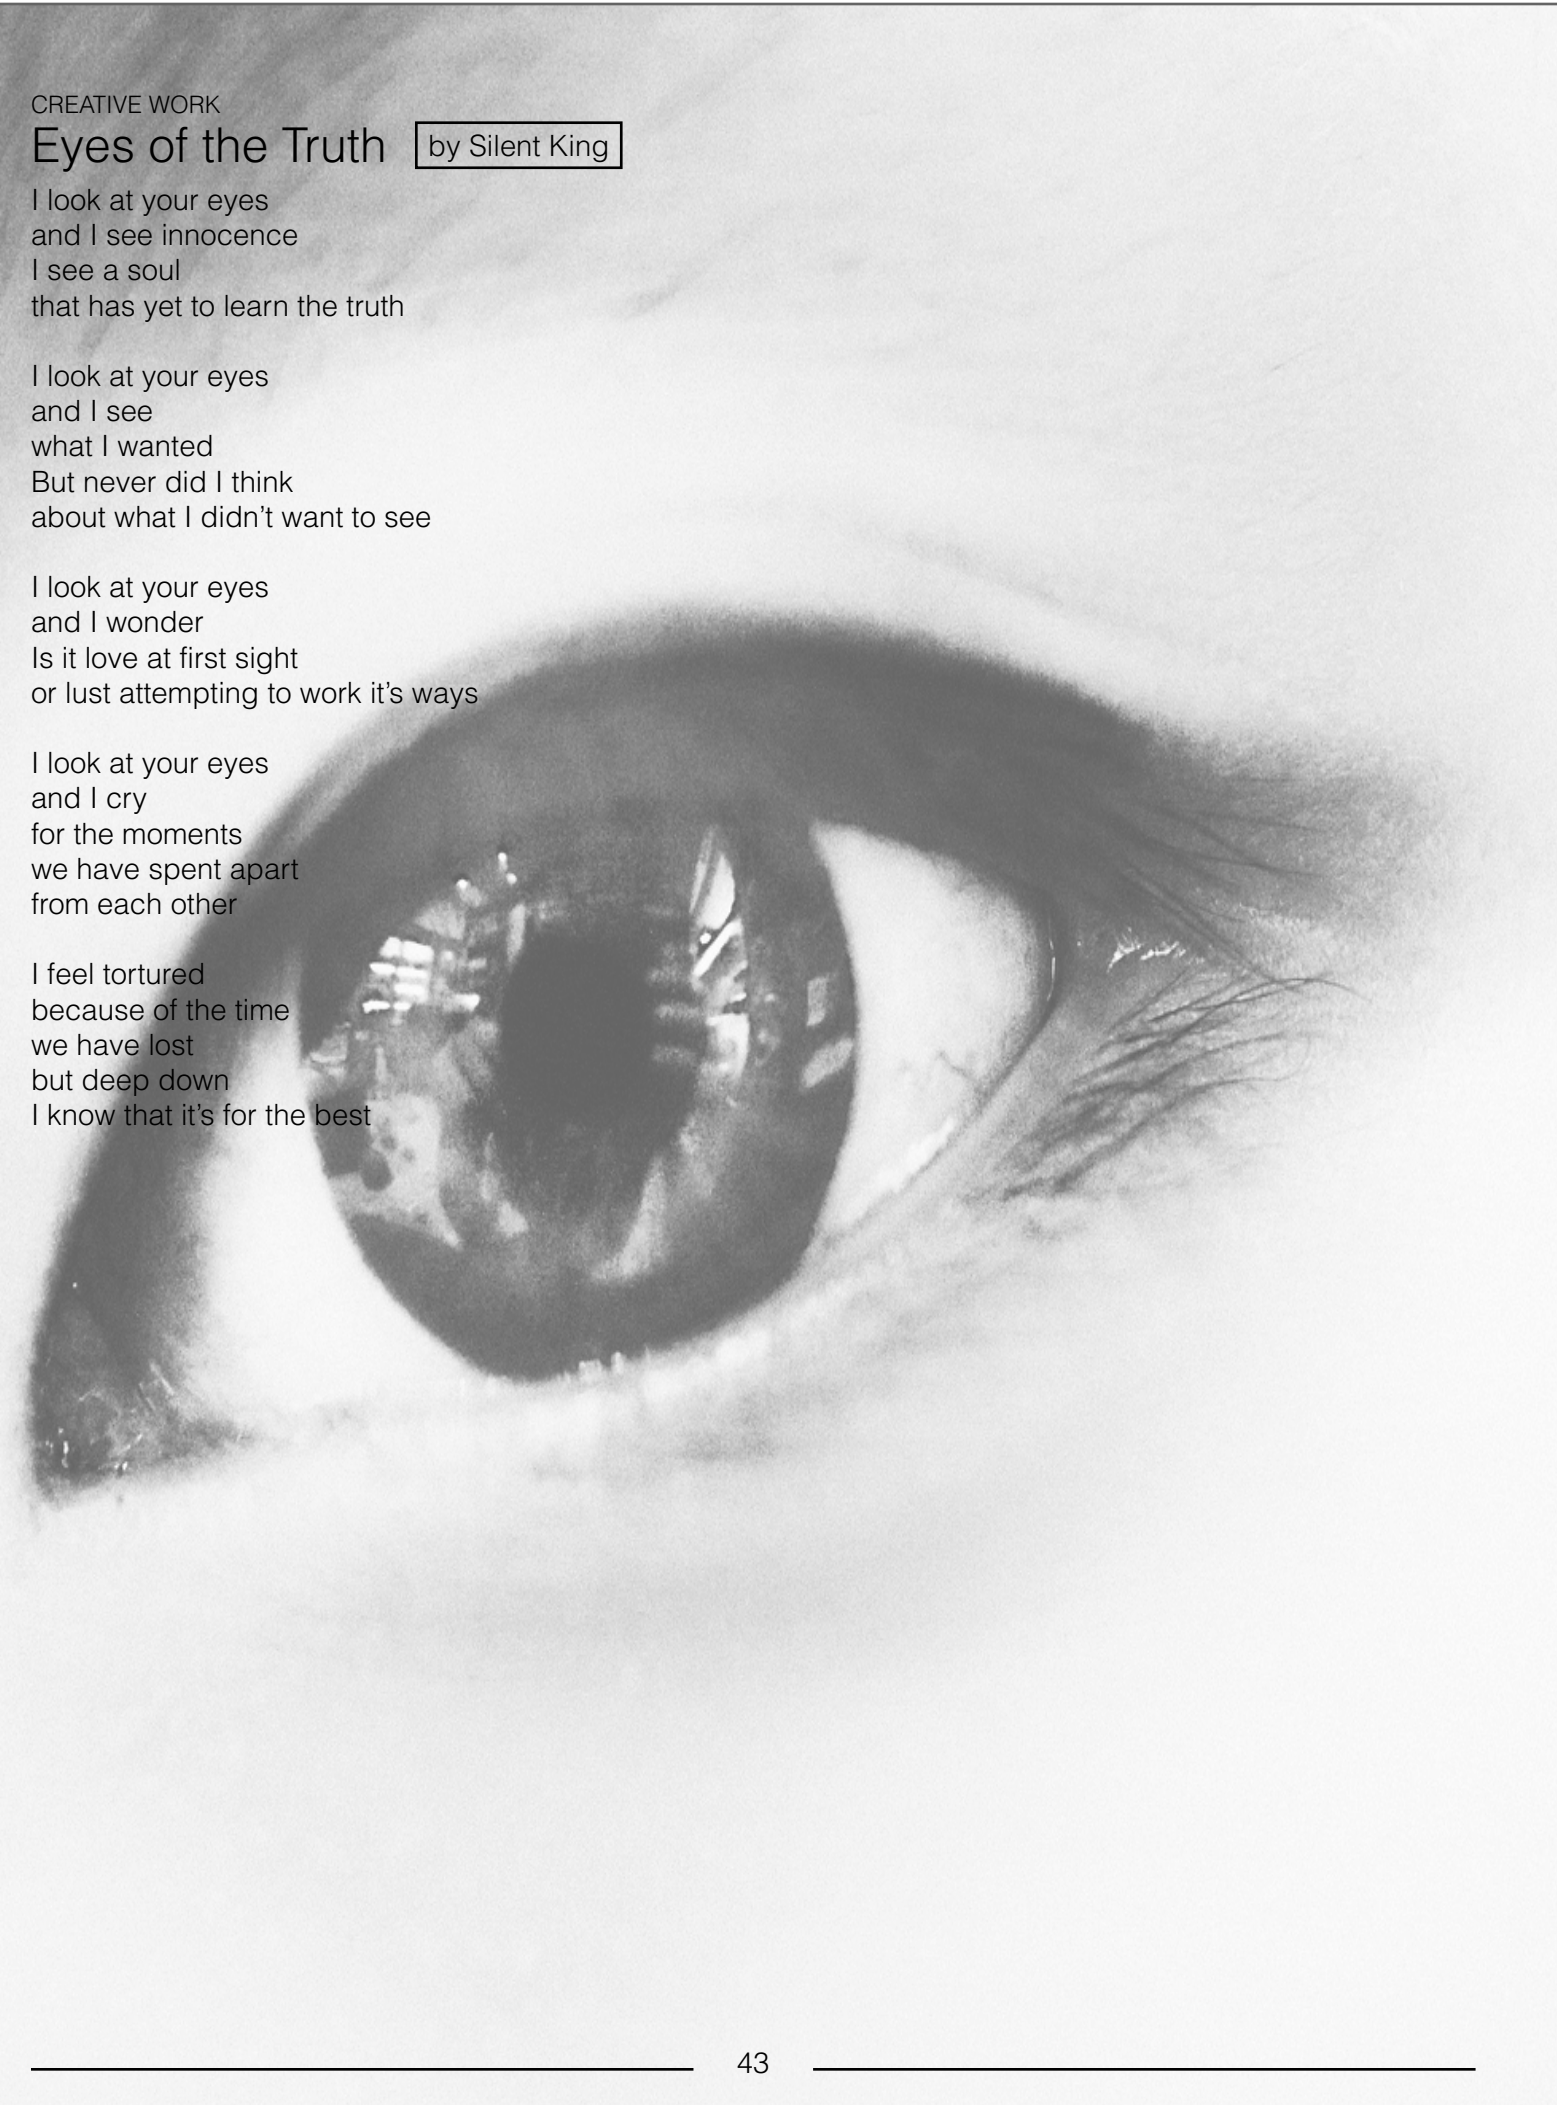 CREATIVE WORK
Eyes of the Truth by Silent King
I look at your eyes
and I see innocence
I see a soul
that has yet to learn the truth
I look at your eyes
and I see
what I wanted
But never did I think
about what I didn’t want to see
I look at your eyes
and I wonder
Is it love at first sight
or lust attempting to work it’s ways
I look at your eyes
and I cry
for the moments
we have spent apart
from each other
I feel tortured
because of the time
we have lost
but deep down
I know that it’s for the best
43